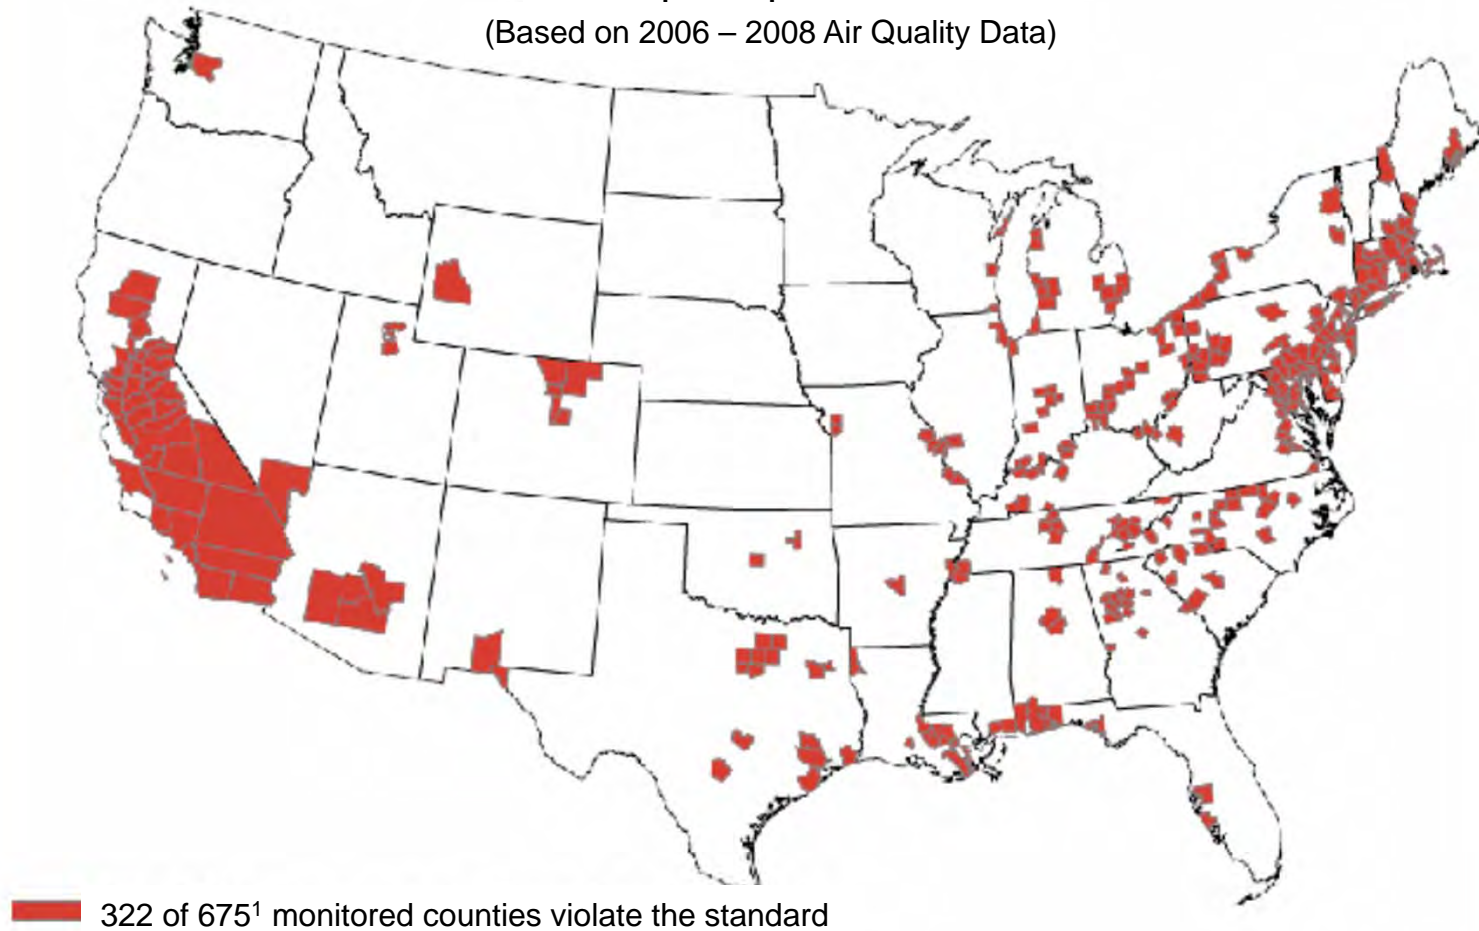 (Based on 2006 – 2008 Air Quality Data)
322 of 675¹ monitored counties violate the standard